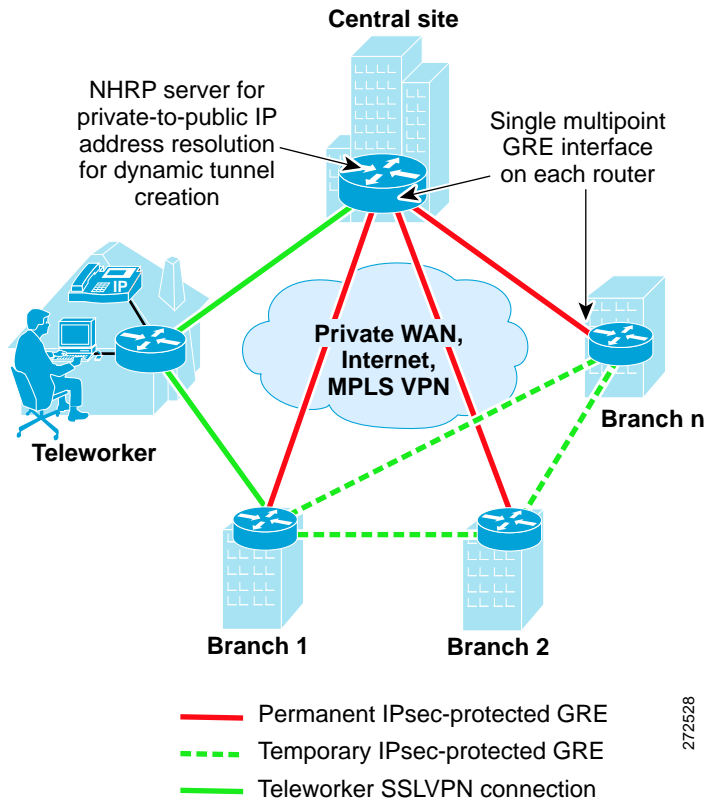 Central site
NHRP server for
private-to-public IP
address resolution
for dynamic tunnel
creation
Single multipoint
GRE interface
on each router
IP
Private WAN,
Internet,
MPLS VPN
Teleworker
Branch n
Branch 1
Branch 2
Permanent IPsec-protected GRE
Temporary IPsec-protected GRE
Teleworker SSLVPN connection
272528